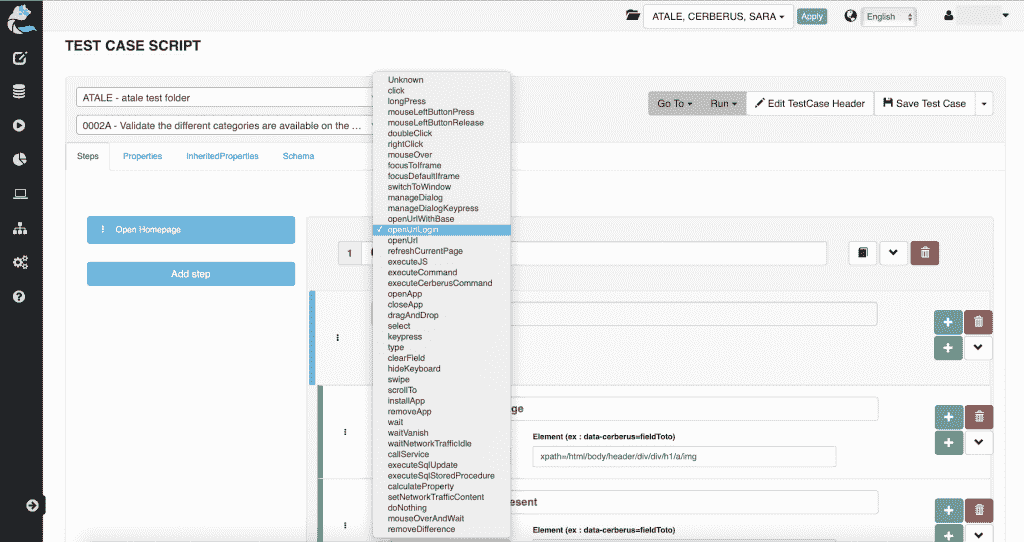 ATALE, CERBERUS, SARA
Apply
English
TEST CASE SCRIPT
ATALE - atale test folder
0002A - Validate the different categories are available on the ...
Go To
Run
Edit TestCase Header
Save Test Case
Steps
Properties
InheritedProperties
Schema
Open Homepage
Add step
1
Unknown
click
longPress
mouseLeftButtonPress
mouseLeftButtonRelease
doubleClick
rightClick
mouseOver
focusToIframe
focusDefaultIframe
switchToWindow
manageDialog
manageDialogKeypress
openUrlWithBase
✓ openUrlLogin
openUrl
refreshCurrentPage
executeJS
executeCommand
executeCerberusCommand
openApp
closeApp
dragAndDrop
select
keypress
type
clearField
hideKeyboard
swipe
scrollTo
installApp
removeApp
wait
waitVanish
waitNetworkTrafficIdle
callService
executeSqlUpdate
executeSqlStoredProcedure
calculateProperty
setNetworkTrafficContent
doNothing
mouseOverAndWait
removeDifference
ge
Element (ex : data-cerberus=fieldToto)
xpath=/html/body/header/div/div/h1/a/img
esent
Element (ex : data-cerberus=fieldToto)